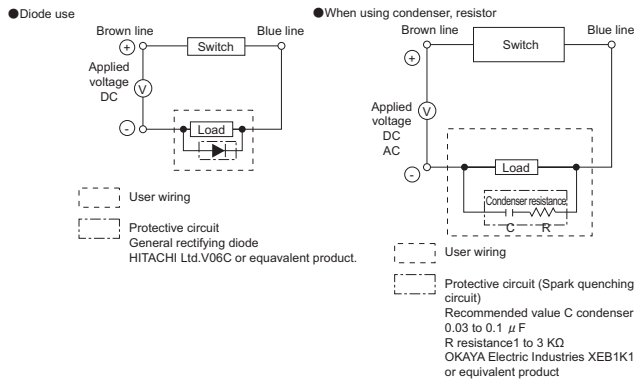 ●Diode use
Brown line
Blue line
+
Switch
Applied
voltage
DC
V
-
Load
User wiring
Protective circuit
General rectifying diode
HITACHI Ltd.V06C or equavalent product.
●When using condenser, resistor
Brown line
Blue line
+
Switch
Applied
voltage
DC
AC
V
-
Load
Condenser resistance
C R
User wiring
Protective circuit (Spark quenching
circuit)
Recommended value C condenser
0.03 to 0.1 μ F
R resistance1 to 3 KΩ
OKAYA Electric Industries XEB1K1
or equivalent product